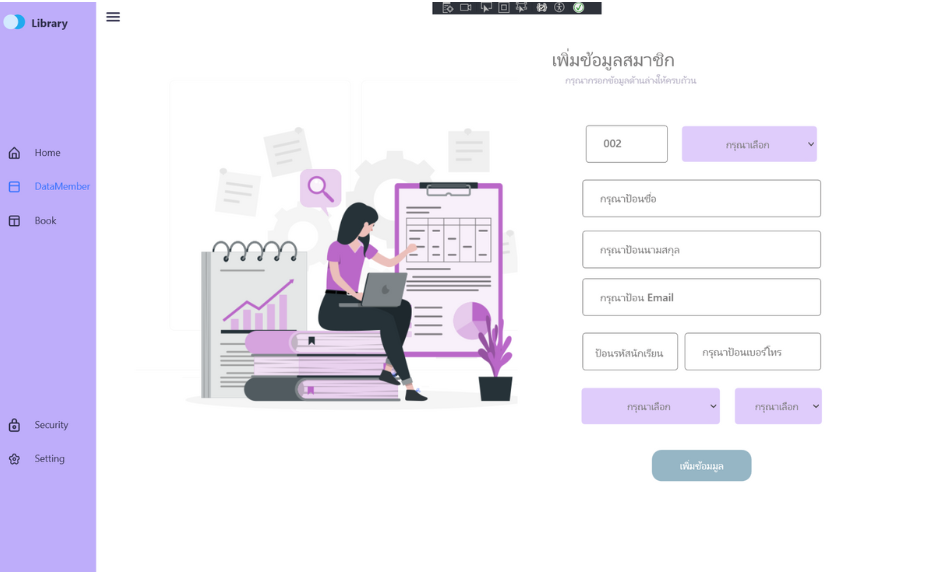 Library
Home
DataMember
Book
Security
Setting
เพิ่มข้อมูลสมาชิก
กรุณากรอกข้อมูลด้านล่างให้ครบถ้วน
002
กรุณาเลือก
กรุณาป้อนชื่อ
กรุณาป้อนนามสกุล
กรุณาป้อน Email
ป้อนรหัสนักเรียน
กรุณาป้อนเบอร์โทร
กรุณาเลือก
กรุณาเลือก
เพิ่มข้อมมูล